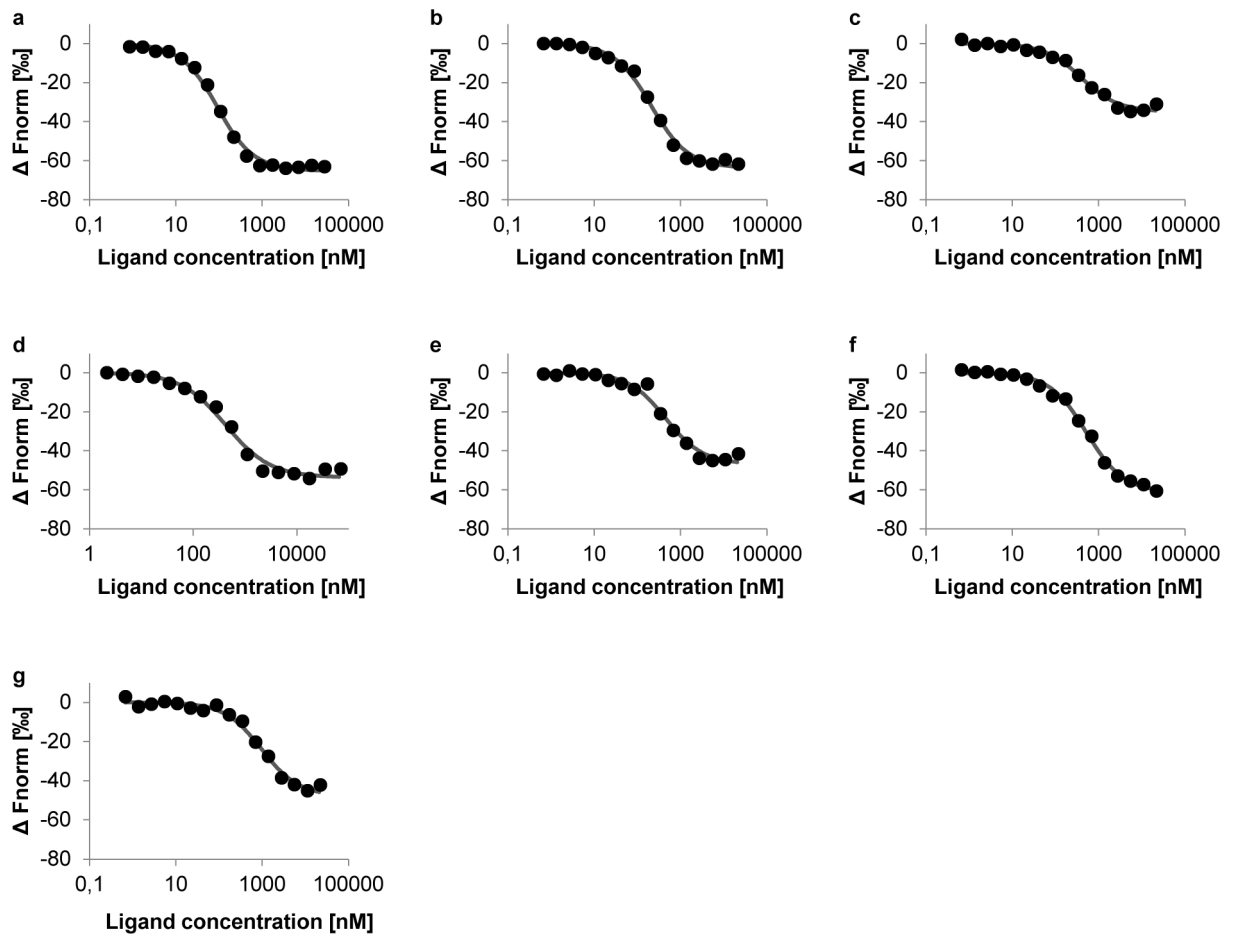 a
Δ Fnorm [‰]
0
-20
-40
-60
-80
0,1 10 1000 100000
Ligand concentration [nM]
b
Δ Fnorm [‰]
0
-20
-40
-60
-80
0,1 10 1000 100000
Ligand concentration [nM]
c
Δ Fnorm [‰]
0
-20
-40
-60
-80
0,1 10 1000 100000
Ligand concentration [nM]
d
Δ Fnorm [‰]
0
-20
-40
-60
-80
1 100 10000
Ligand concentration [nM]
e
Δ Fnorm [‰]
0
-20
-40
-60
-80
0,1 10 1000 100000
Ligand concentration [nM]
f
Δ Fnorm [‰]
0
-20
-40
-60
-80
0,1 10 1000 100000
Ligand concentration [nM]
g
Δ Fnorm [‰]
0
-20
-40
-60
-80
0,1 10 1000 100000
Ligand concentration [nM]